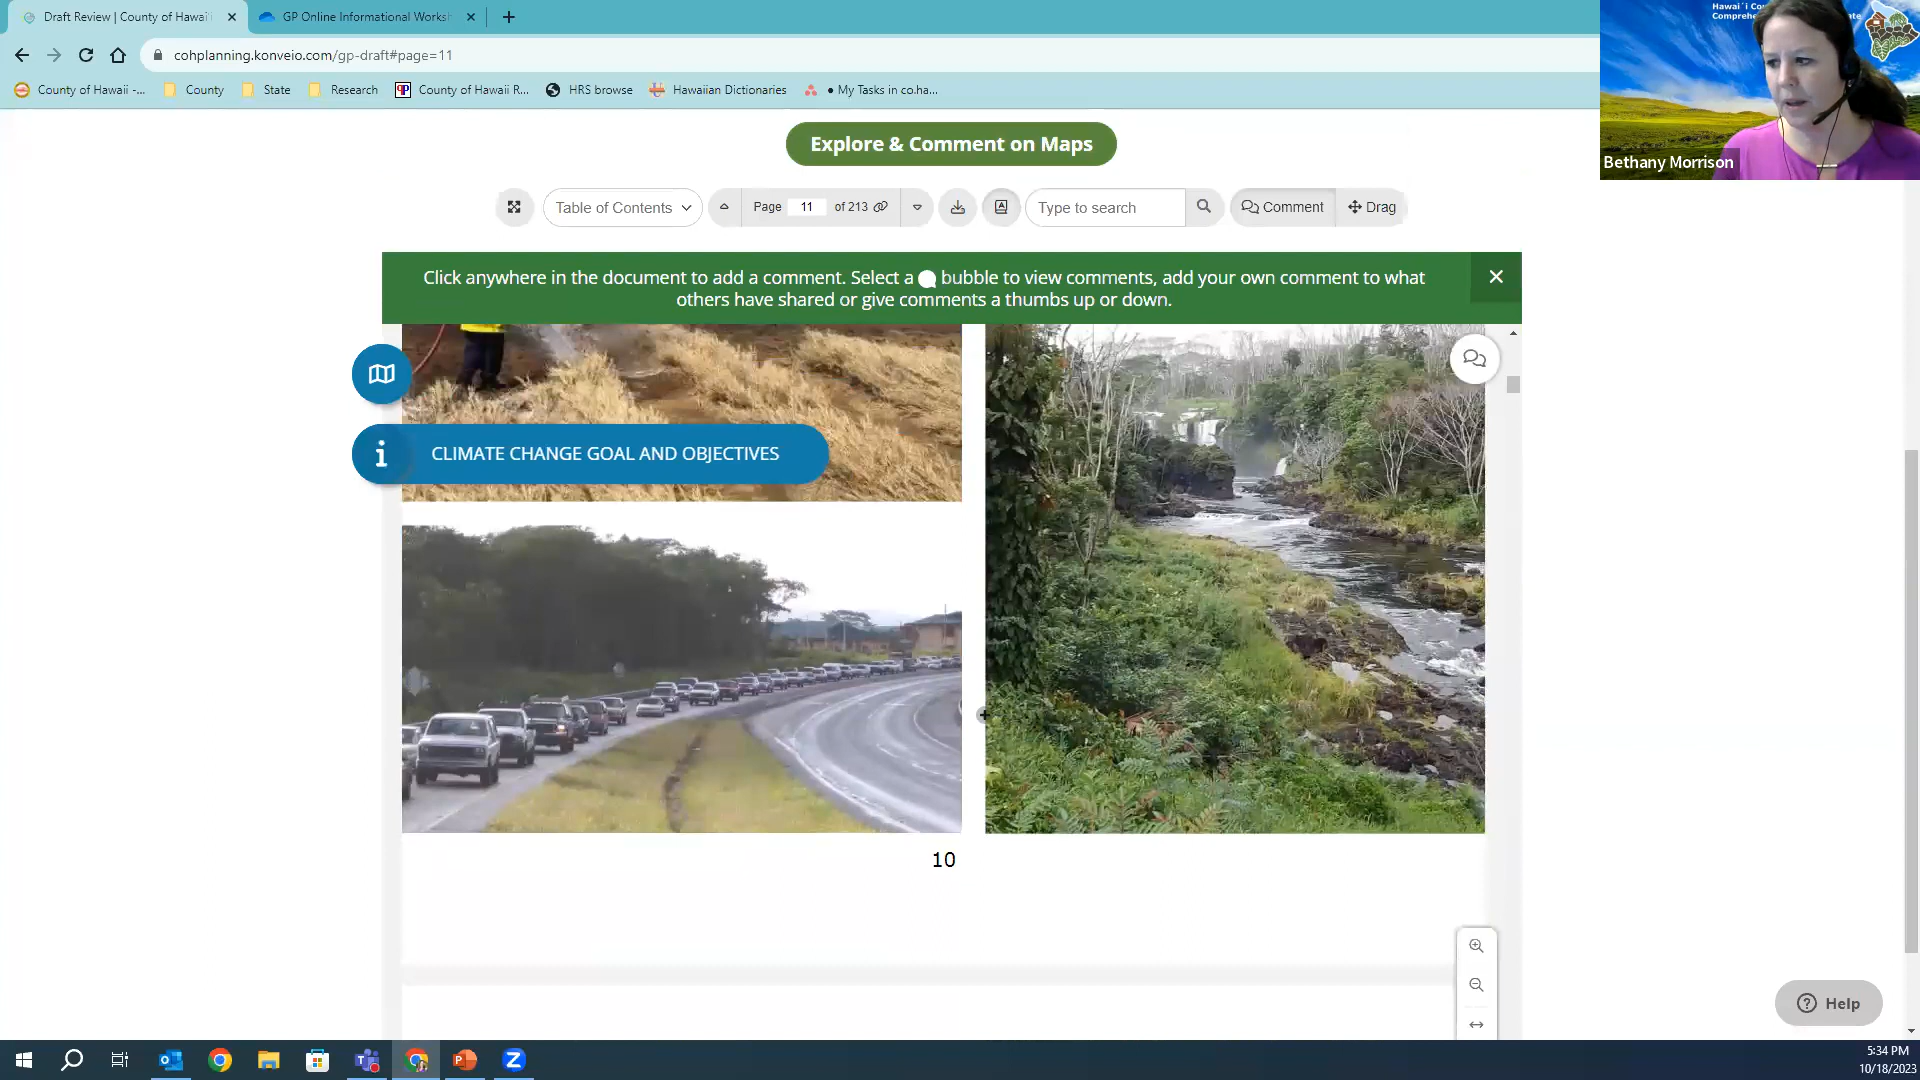 Draft Review | County of Hawai'i
GP Online Informational Worksh
cohplanning.konveio.com/gp-draft#page=11
County of Hawaii -...
County
State
Research
County of Hawaii R...
HRS browse
Hawaiian Dictionaries
● My Tasks in co.ha...
Bethany Morrison
Explore & Comment on Maps
Table of Contents
Page 11 of 213
Type to search
Comment
Drag
Click anywhere in the document to add a comment. Select a bubble to view comments, add your own comment to what
others have shared or give comments a thumbs up or down.
CLIMATE CHANGE GOAL AND OBJECTIVES
10
Help
5:34 PM
10/18/2023